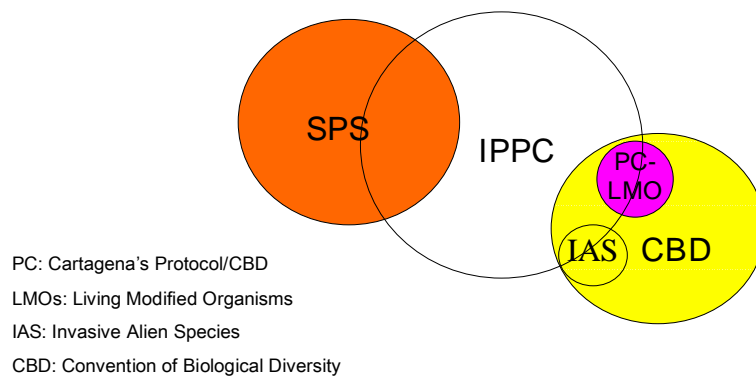 SPS
IPPC
PC-
LMO
IAS
CBD
PC: Cartagena's Protocol/CBD
LMOs: Living Modified Organisms
IAS: Invasive Alien Species
CBD: Convention of Biological Diversity